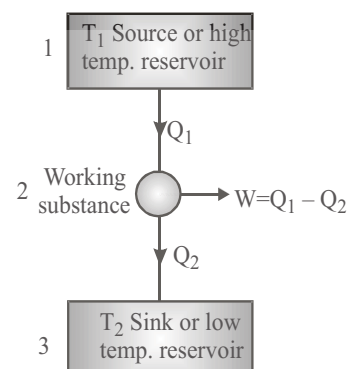 1
T₁ Source or high
temp. reservoir
Q₁
2
Working
substance
W=Q₁ – Q₂
Q₂
3
T₂ Sink or low
temp. reservoir